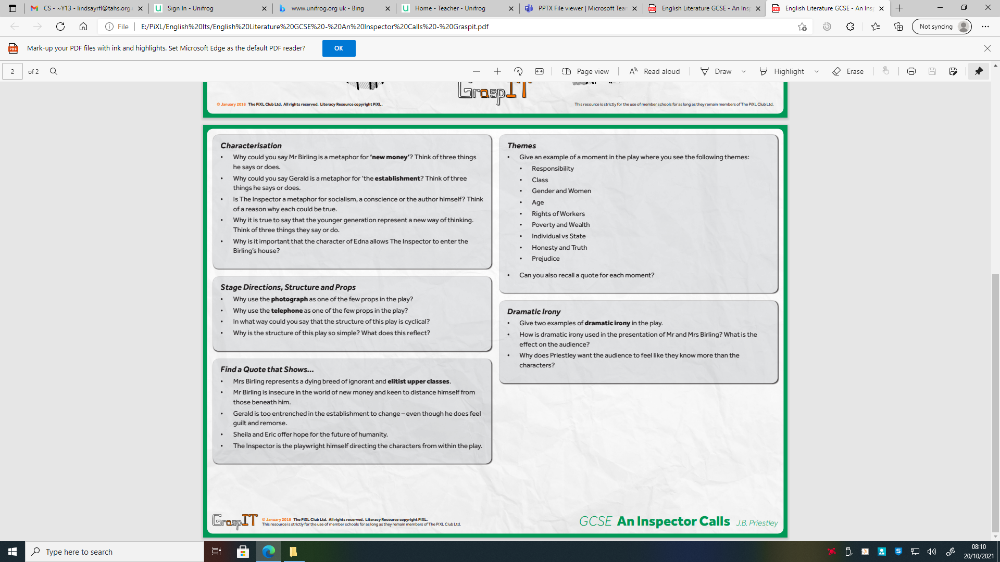 CS - ~Y13 - lindsayrfl@tahs.org.
Sign In - Unifrog
www.unifrog.org uk - Bing
Home - Teacher - Unifrog
PPTX File viewer | Microsoft Tear
English Literature GCSE - An Insp
English Literature GCSE - An Insp
File
E:/PiXL/English%20Its/English%20Literature%20GCSE%20-%20An%20Inspector%20Calls%20-%20Graspit.pdf
Not syncing
Mark-up your PDF files with ink and highlights. Set Microsoft Edge as the default PDF reader?
OK
2 of 2
Page view
Read aloud
Draw
Highlight
Erase
GraspIT
© January 2018 The PiXL Club Ltd. All rights reserved. Literacy Resource copyright PiXL.
This resource is strictly for the use of member schools for as long as they remain members of The PiXL Club Ltd.
Characterisation
• Why could you say Mr Birling is a metaphor for ‘new money’? Think of three things
he says or does.
• Why could you say Gerald is a metaphor for ‘the establishment? Think of three
things he says or does.
• Is The Inspector a metaphor for socialism, a conscience or the author himself? Think
of a reason why each could be true.
• Why it is true to say that the younger generation represent a new way of thinking.
Think of three things they say or do.
• Why is it important that the character of Edna allows The Inspector to enter the
Birling’s house?
Stage Directions, Structure and Props
• Why use the photograph as one of the few props in the play?
• Why use the telephone as one of the few props in the play?
• In what way could you say that the structure of this play is cyclical?
• Why is the structure of this play so simple? What does this reflect?
Find a Quote that Shows...
• Mrs Birling represents a dying breed of ignorant and elitist upper classes.
• Mr Birling is insecure in the world of new money and keen to distance himself from
those beneath him.
• Gerald is too entrenched in the establishment to change – even though he does feel
guilt and remorse.
• Sheila and Eric offer hope for the future of humanity.
• The Inspector is the playwright himself directing the characters from within the play.
Themes
• Give an example of a moment in the play where you see the following themes:
• Responsibility
• Class
• Gender and Women
• Age
• Rights of Workers
• Poverty and Wealth
• Individual vs State
• Honesty and Truth
• Prejudice
• Can you also recall a quote for each moment?
Dramatic Irony
• Give two examples of dramatic irony in the play.
• How is dramatic irony used in the presentation of Mr and Mrs Birling? What is the
effect on the audience?
• Why does Priestley want the audience to feel like they know more than the
characters?
GraspIT
© January 2018 The PiXL Club Ltd. All rights reserved. Literacy Resource copyright PiXL.
This resource is strictly for the use of member schools for as long as they remain members of The PiXL Club Ltd.
GCSE An Inspector Calls J.B. Priestley
Type here to search
08:10
20/10/2021